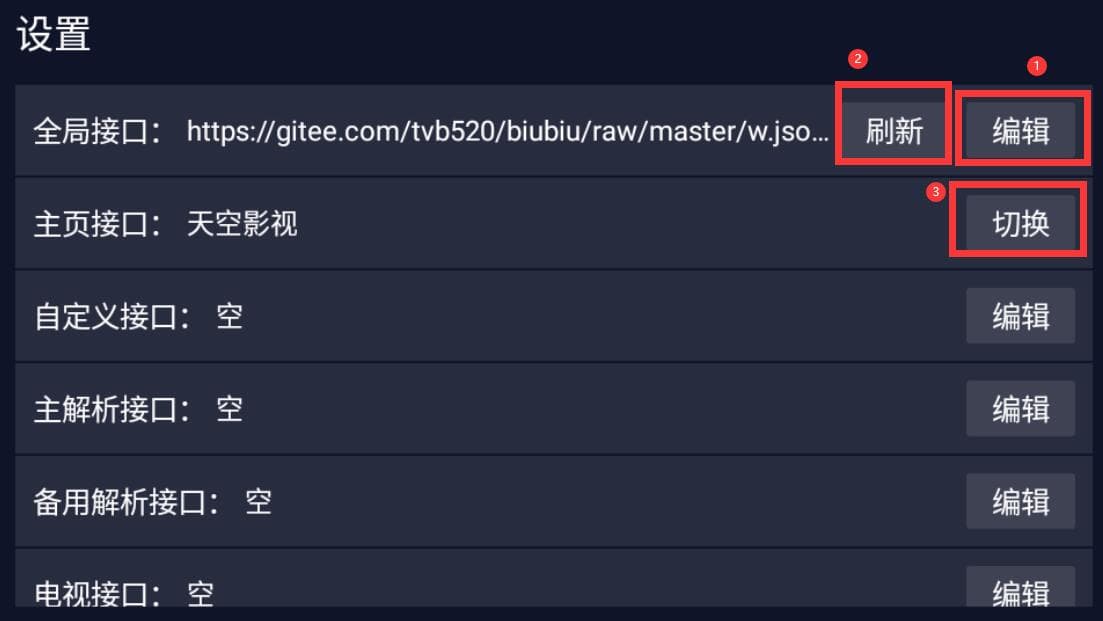 设置
2
1
全局接口： https://gitee.com/tvb520/biubiu/raw/master/w.jso... 刷新 编辑
3
主页接口： 天空影视 切换
自定义接口： 空 编辑
主解析接口： 空 编辑
备用解析接口： 空 编辑
电视接口： 空 编辑